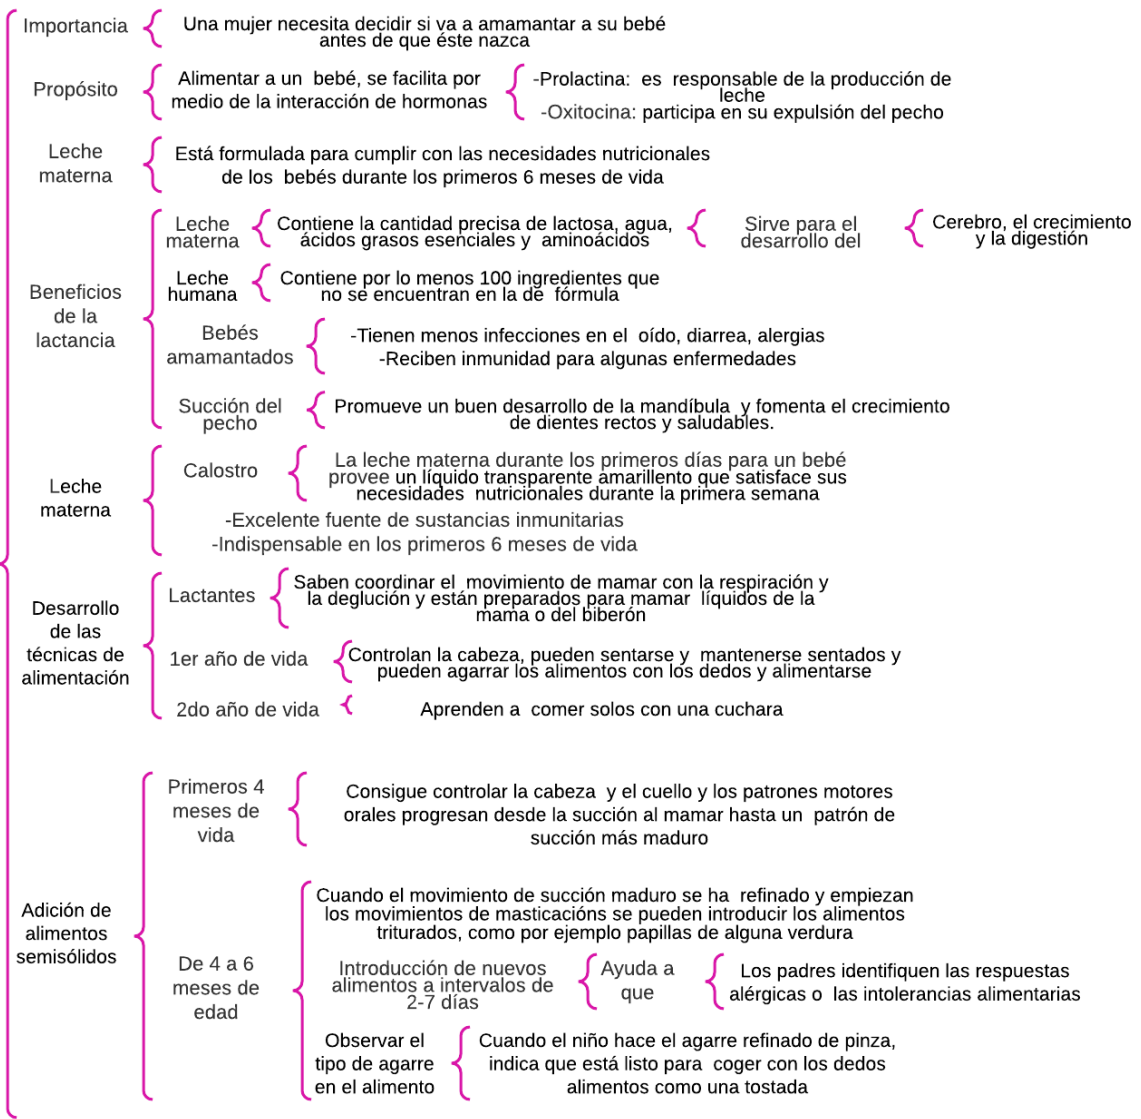 Importancia
Una mujer necesita decidir si va a amamantar a su bebé
antes de que éste nazca
Propósito
Alimentar a un bebé, se facilita por
medio de la interacción de hormonas
-Prolactina: es responsable de la producción de
leche
-Oxitocina: participa en su expulsión del pecho
Leche
materna
Está formulada para cumplir con las necesidades nutricionales
de los bebés durante los primeros 6 meses de vida
Beneficios
de la
lactancia
Leche
materna
Contiene la cantidad precisa de lactosa, agua,
ácidos grasos esenciales y aminoácidos
Sirve para el
desarrollo del
Cerebro, el crecimiento
y la digestión
Leche
humana
Contiene por lo menos 100 ingredientes que
no se encuentran en la de fórmula
Bebés
amamantados
-Tienen menos infecciones en el oído, diarrea, alergias
-Reciben inmunidad para algunas enfermedades
Succión del
pecho
Promueve un buen desarrollo de la mandíbula y fomenta el crecimiento
de dientes rectos y saludables.
Leche
materna
Calostro
La leche materna durante los primeros días para un bebé
provee un líquido transparente amarillento que satisface sus
necesidades nutricionales durante la primera semana
-Excelente fuente de sustancias inmunitarias
-Indispensable en los primeros 6 meses de vida
Desarrollo
de las
técnicas de
alimentación
Lactantes
Saben coordinar el movimiento de mamar con la respiración y
la deglución y están preparados para mamar líquidos de la
mama o del biberón
1er año de vida
Controlan la cabeza, pueden sentarse y mantenerse sentados y
pueden agarrar los alimentos con los dedos y alimentarse
2do año de vida
Aprenden a comer solos con una cuchara
Adición de
alimentos
semisólidos
Primeros 4
meses de
vida
Consigue controlar la cabeza y el cuello y los patrones motores
orales progresan desde la succión al mamar hasta un patrón de
succión más maduro
De 4 a 6
meses de
edad
Cuando el movimiento de succión maduro se ha refinado y empiezan
los movimientos de masticacións se pueden introducir los alimentos
triturados, como por ejemplo papillas de alguna verdura
Introducción de nuevos
alimentos a intervalos de
2-7 días
Ayuda a
que
Los padres identifiquen las respuestas
alérgicas o las intolerancias alimentarias
Observar el
tipo de agarre
en el alimento
Cuando el niño hace el agarre refinado de pinza,
indica que está listo para coger con los dedos
alimentos como una tostada